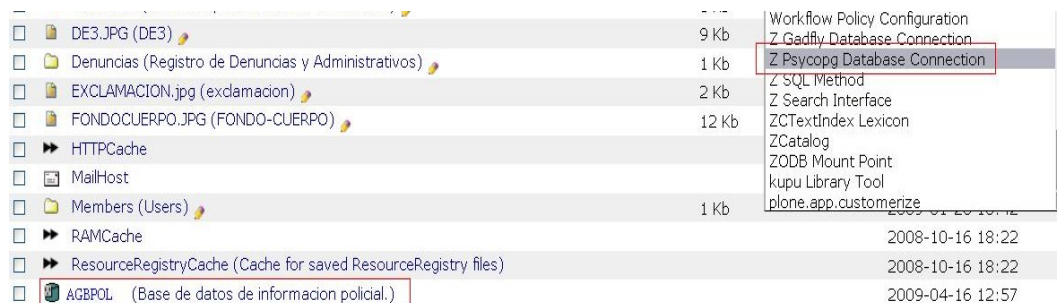 DE3.JPG (DE3) 9 Kb
Denuncias (Registro de Denuncias y Administrativos) 1 Kb
EXCLAMACION.jpg (exclamacion) 2 Kb
FONDOCUERPO.JPG (FONDO-CUERPO) 12 Kb
HTTPCache
MailHost
Members (Users) 1 Kb
RAMCache 2008-10-16 18:22
ResourceRegistryCache (Cache for saved ResourceRegistry files) 2008-10-16 18:22
AGBPOL (Base de datos de informacion policial.) 2009-04-16 12:57
Workflow Policy Configuration
Z Gadfly Database Connection
Z Psycopg Database Connection
Z SQL Method
Z Search Interface
ZCTextIndex Lexicon
ZCatalog
ZODB Mount Point
kupu Library Tool
plone.app.customerize